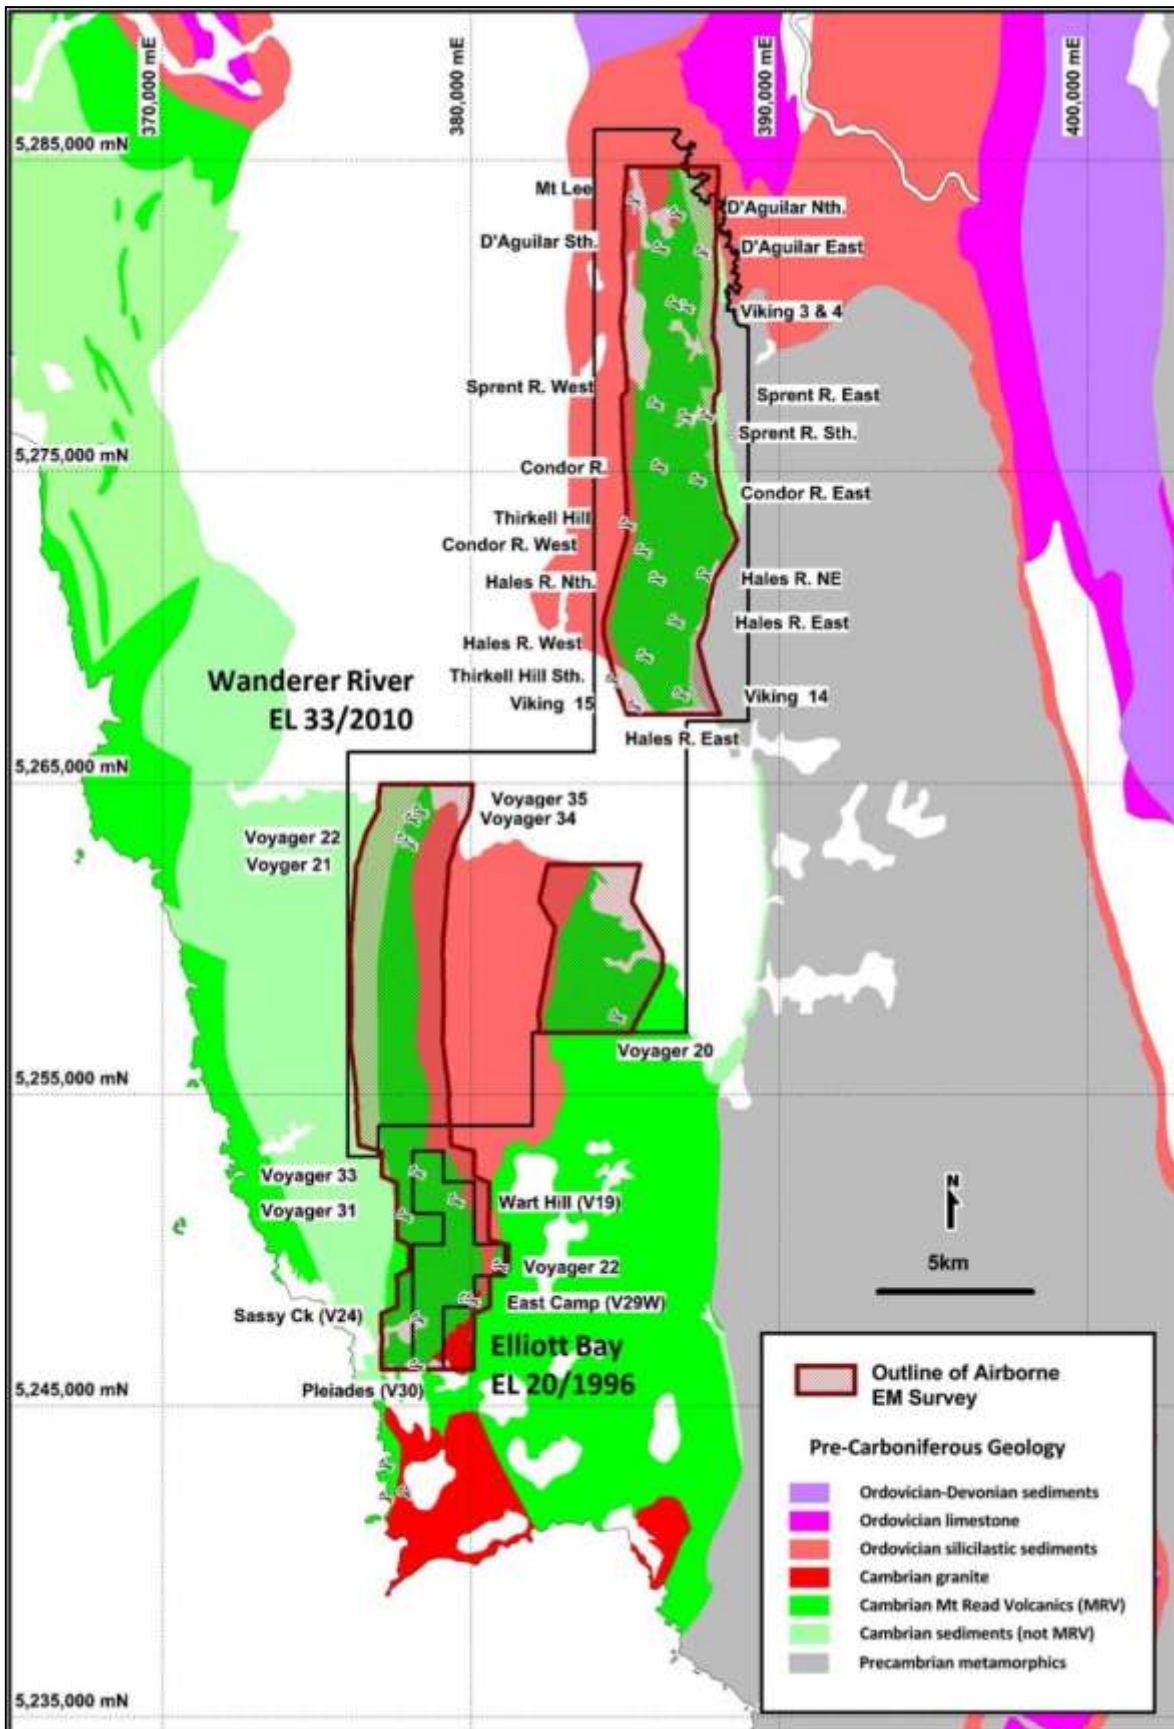 370,000 mE
380,000 mE
390,000 mE
400,000 mE
5,285,000 mN
Mt Lee
D'Aguilar Nth.
D'Aguilar Sth.
D'Aguilar East
Viking 3 & 4
Sprent R. West
Sprent R. East
Sprent R. Sth.
5,275,000 mN
Condor R.
Condor R. East
Thirkell Hill
Condor R. West
Hales R. Nth.
Hales R. NE
Hales R. East
Hales R. West
Thirkell Hill Sth.
Viking 15
Viking 14
Hales R. East
Wanderer River
EL 33/2010
5,265,000 mN
Voyager 35
Voyager 34
Voyager 22
Voyger 21
Voyager 20
5,255,000 mN
Voyager 33
Voyager 31
Wart Hill (V19)
Voyager 22
East Camp (V29W)
Sassy Ck (V24)
Elliott Bay
EL 20/1996
Pleiades (V30)
5,245,000 mN
5,235,000 mN
N
5km
Outline of Airborne
EM Survey
Pre-Carboniferous Geology
Ordovician-Devonian sediments
Ordovician limestone
Ordovician silicilastic sediments
Cambrian granite
Cambrian Mt Read Volcanics (MRV)
Cambrian sediments (not MRV)
Precambrian metamorphics